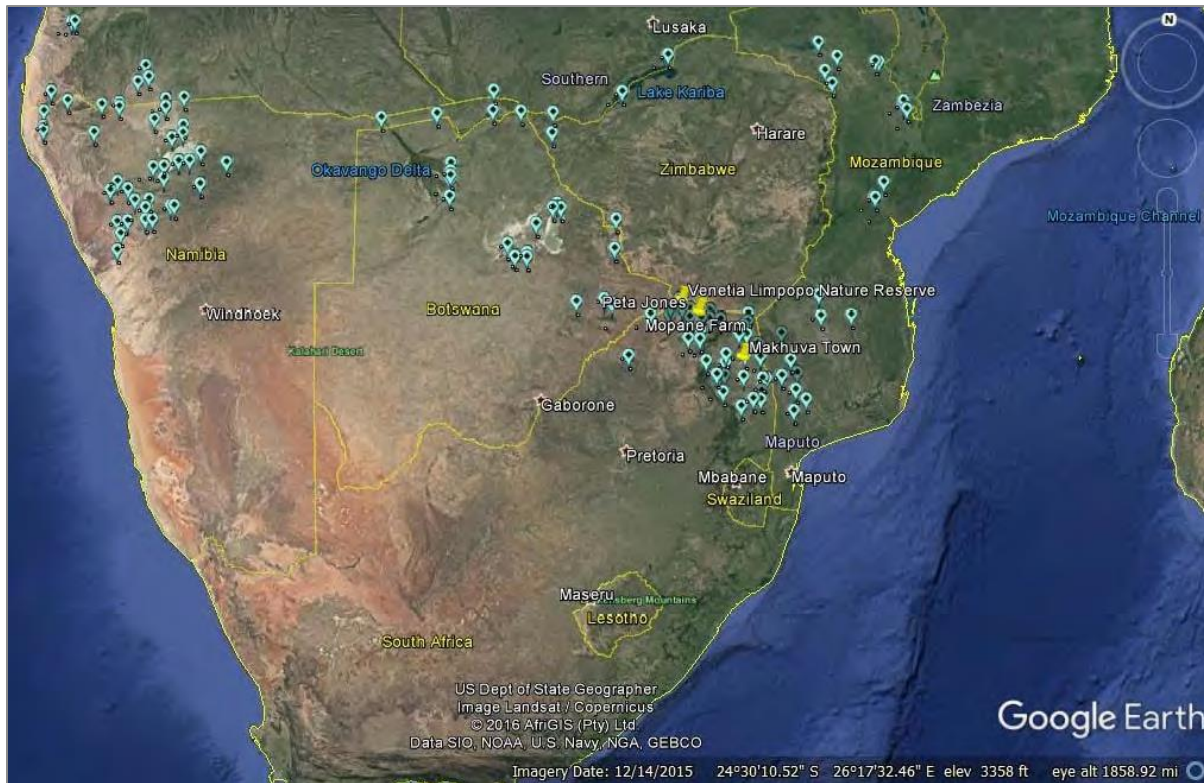 N
Lusaka
Southern
Lake Kariba
Zambezia
Harare
Okavango Delta
Zimbabwe
Mozambique
Mozambique Channel
Namibia
Venetia Limpopo Nature Reserve
Peta Jones
Windhoek
Botswana
Mopane Farm
Makhuva Town
Kalahari Desert
Gaborone
Maputo
Pretoria
Mbabane
Maputo
Swaziland
Maseru
Mountains
Lesotho
South Africa
US Dept of State Geographer
Image Landsat / Copernicus
© 2016 AfriGIS (Pty) Ltd.
Data SIO, NOAA, U.S. Navy, NGA, GEBCO
Google Earth
Imagery Date: 12/14/2015 24°30'10.52" S 26°17'32.46" E elev 3358 ft eye alt 1858.92 mi